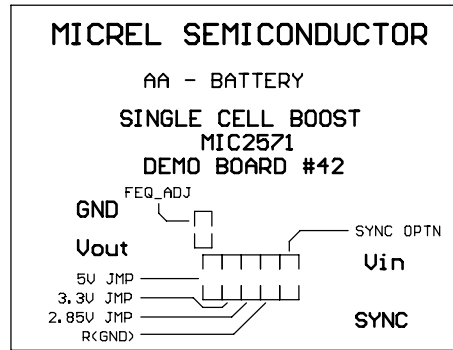 MICREL SEMICONDUCTOR
AA - BATTERY
SINGLE CELL BOOST
MIC2571
DEMO BOARD #42
FEQ_ADJ
GND
SYNC OPTN
Vout
Vin
5V JMP
3.3V JMP
2.85V JMP
SYNC
R(GND)